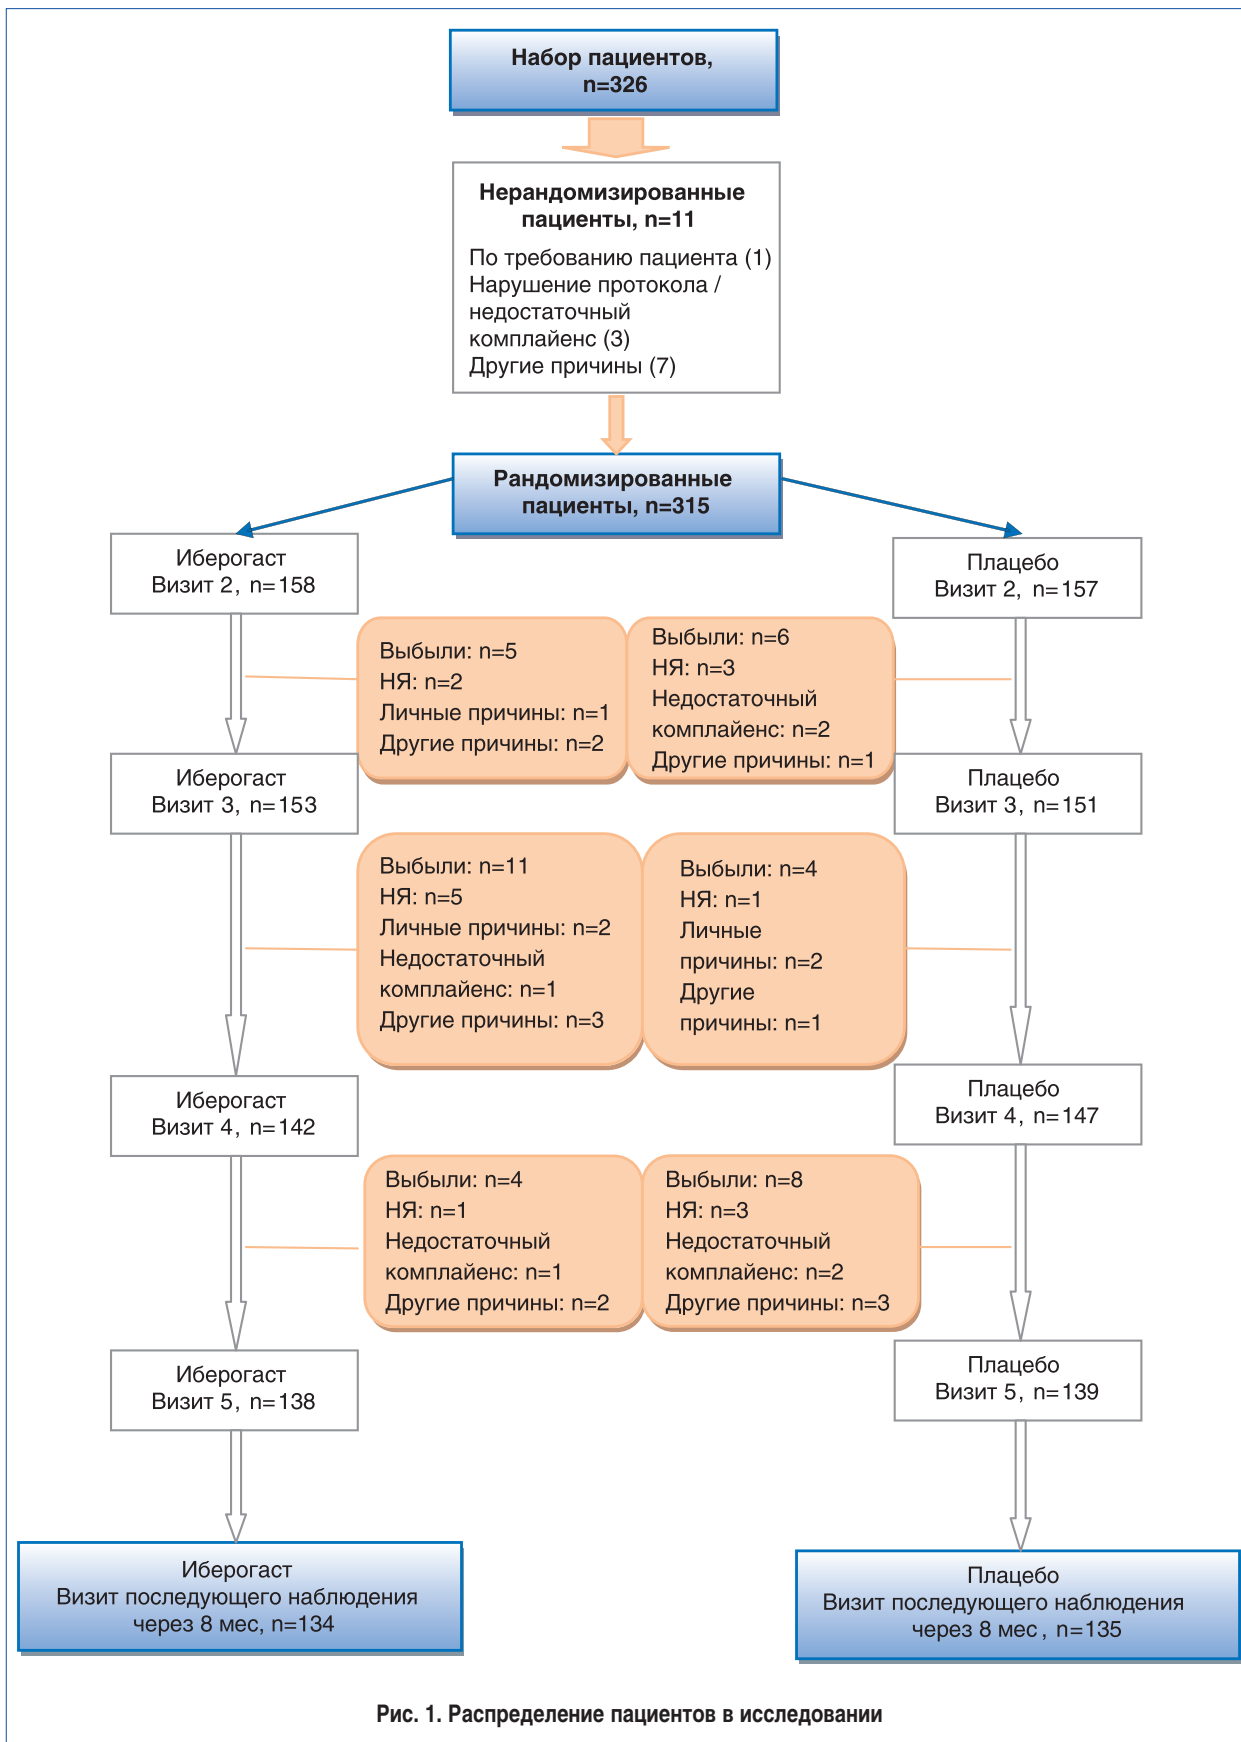 Набор пациентов,
n=326
Нерандомизированные
пациенты, n=11
По требованию пациента (1)
Нарушение протокола /
недостаточный
комплайенс (3)
Другие причины (7)
Рандомизированные
пациенты, n=315
Иберогаст
Визит 2, n=158
Плацебо
Визит 2, n=157
Выбыли: n=5
НЯ: n=2
Личные причины: n=1
Другие причины: n=2
Выбыли: n=6
НЯ: n=3
Недостаточный
комплайенс: n=2
Другие причины: n=1
Иберогаст
Визит 3, n=153
Плацебо
Визит 3, n=151
Выбыли: n=11
НЯ: n=5
Личные причины: n=2
Недостаточный
комплайенс: n=1
Другие причины: n=3
Выбыли: n=4
НЯ: n=1
Личные
причины: n=2
Другие
причины: n=1
Иберогаст
Визит 4, n=142
Плацебо
Визит 4, n=147
Выбыли: n=4
НЯ: n=1
Недостаточный
комплайенс: n=1
Другие причины: n=2
Выбыли: n=8
НЯ: n=3
Недостаточный
комплайенс: n=2
Другие причины: n=3
Иберогаст
Визит 5, n=138
Плацебо
Визит 5, n=139
Иберогаст
Визит последующего наблюдения
через 8 мес, n=134
Плацебо
Визит последующего наблюдения
через 8 мес, n=135
Рис. 1. Распределение пациентов в исследовании